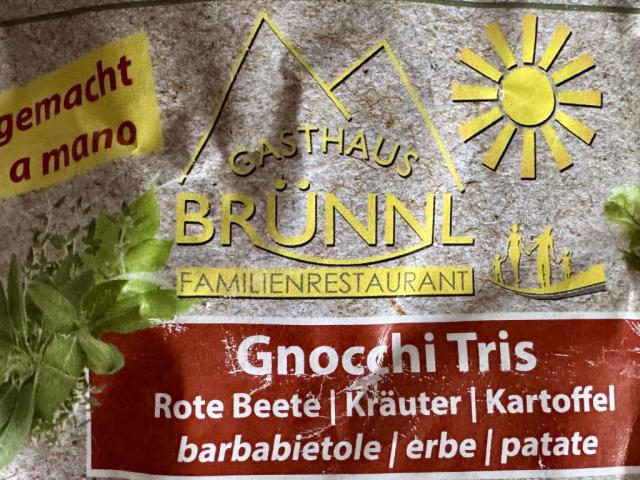 gemacht
a mano
GASTHAUS
BRÜNNL
FAMILIENRESTAURANT
Gnocchi Tris
Rote Beete | Kräuter | Kartoffel
barbabietole | erbe | patate